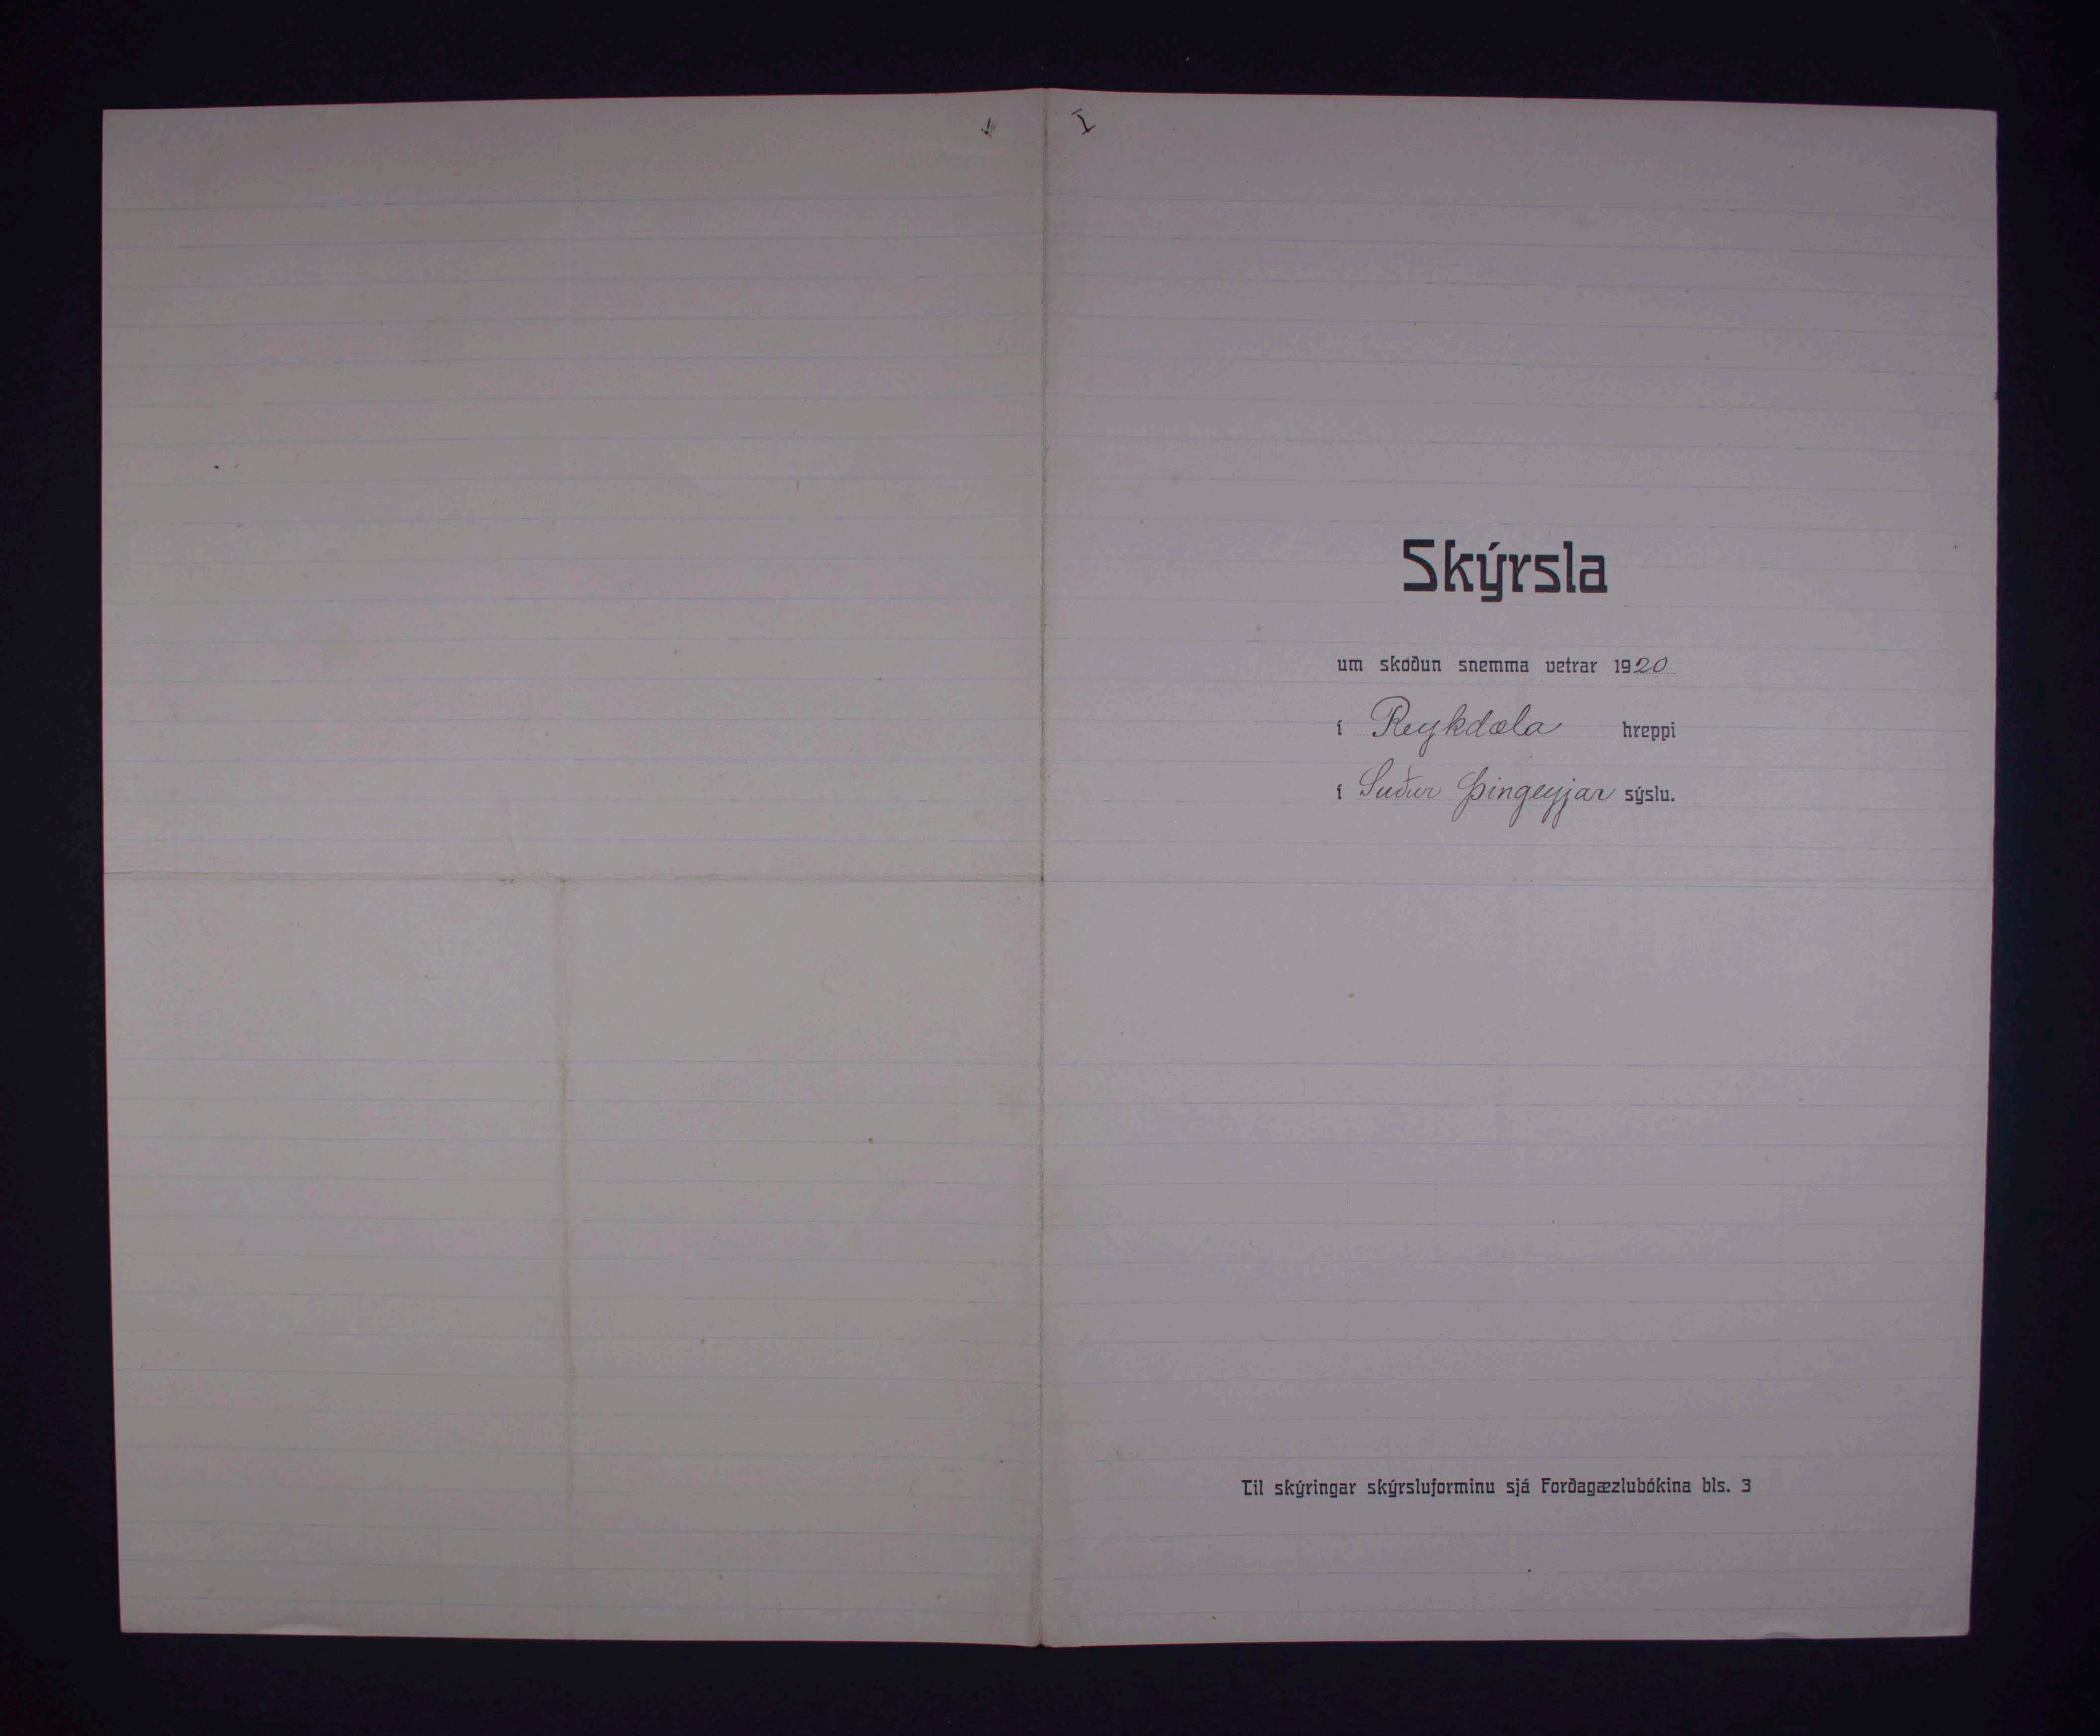 I
Skýrsla
um skoðun snemma vetrar 1920
í Reykdæla hreppi
í Suður Þingeyjar sýslu.
Til skýringar skýrsluforminu sjá Forðagæzlubókina bls. 3